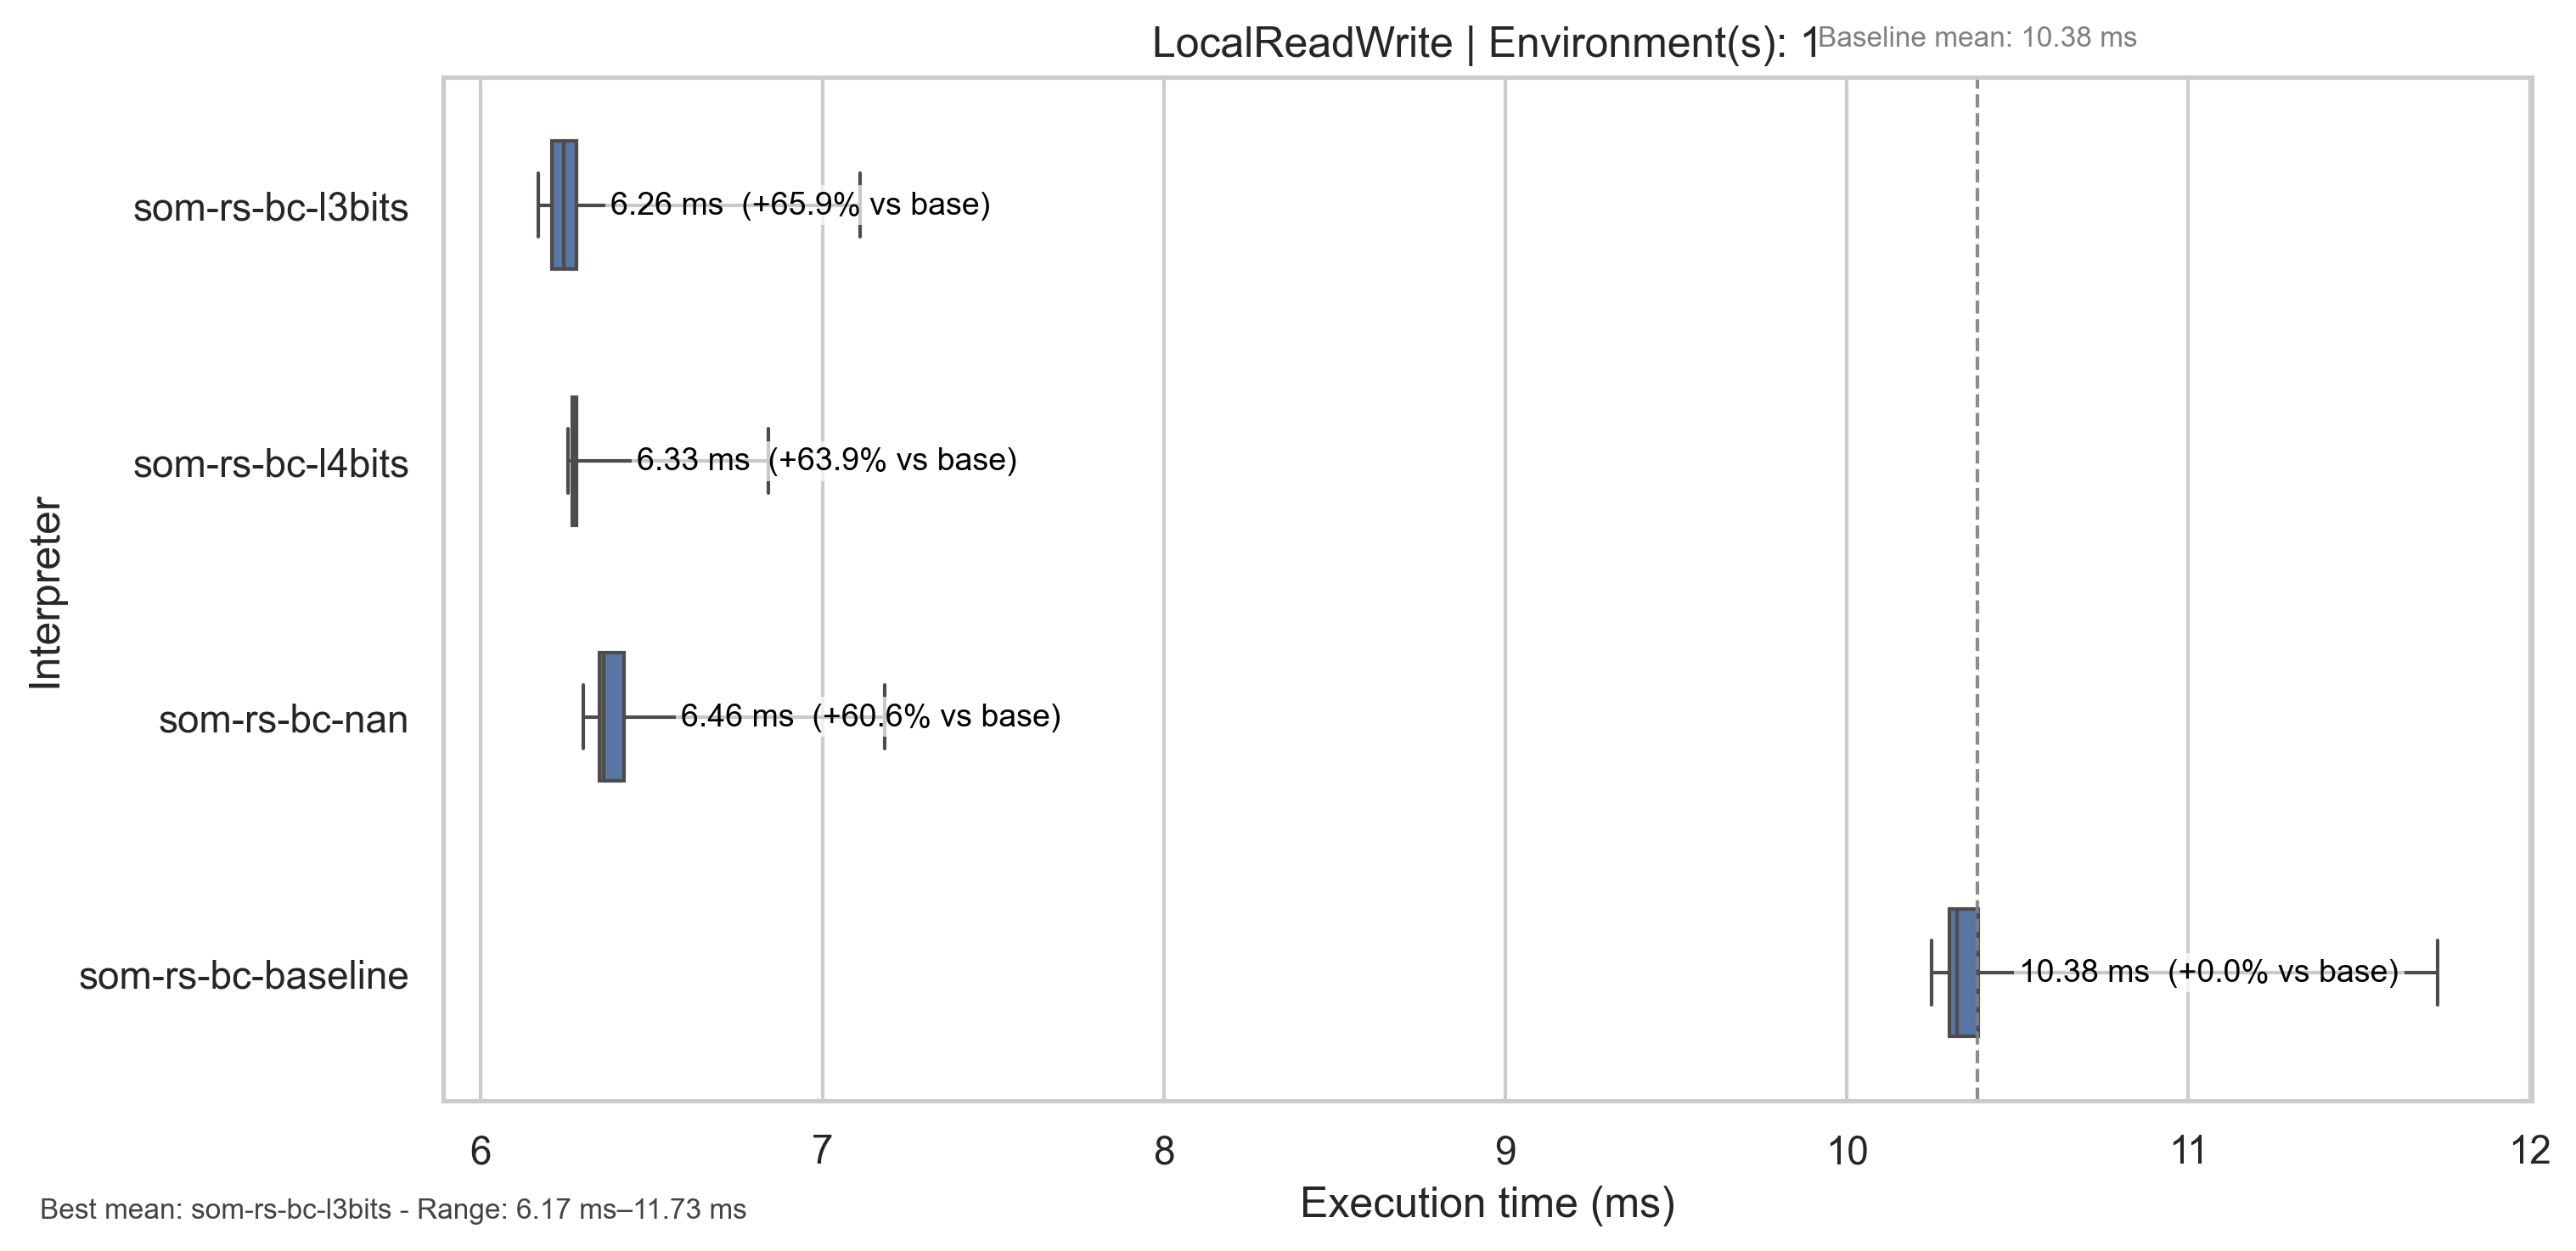 LocalReadWrite | Environment(s): 1
Baseline mean: 10.38 ms
Interpreter
som-rs-bc-l3bits
6.26 ms (+65.9% vs base)
som-rs-bc-l4bits
6.33 ms (+63.9% vs base)
som-rs-bc-nan
6.46 ms (+60.6% vs base)
som-rs-bc-baseline
10.38 ms (+0.0% vs base)
6 7 8 9 10 11 12
Execution time (ms)
Best mean: som-rs-bc-l3bits - Range: 6.17 ms–11.73 ms